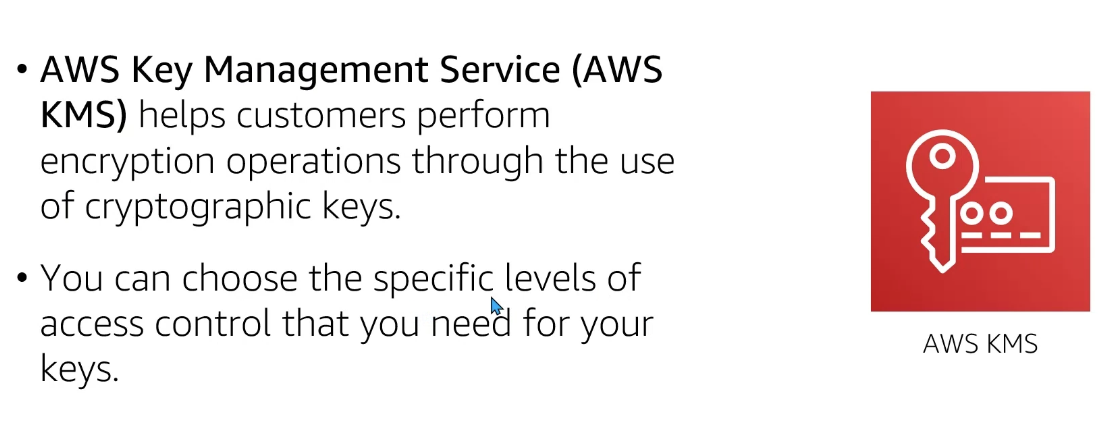 • AWS Key Management Service (AWS
KMS) helps customers perform
encryption operations through the use
of cryptographic keys.
• You can choose the specific levels of
access control that you need for your
keys.
AWS KMS